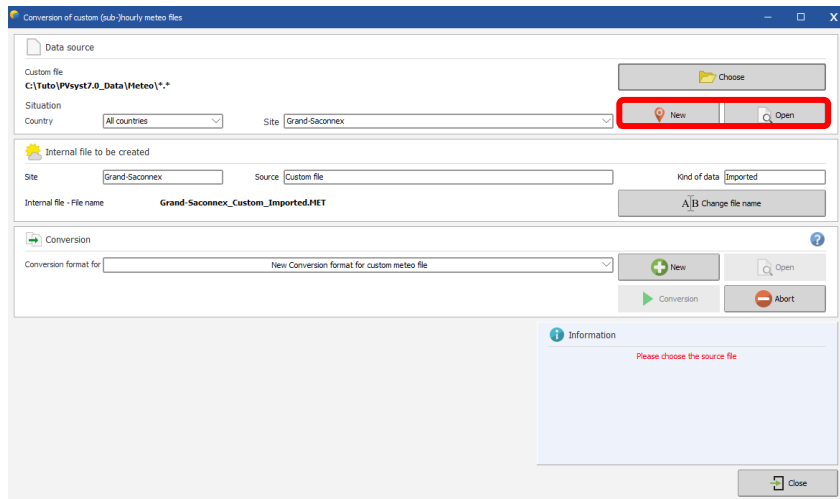 Conversion of custom (sub-)hourly meteo files
Data source
Custom file
C:\Tuto\PVsyst7.0_Data\Meteo\*.*
Choose
Situation
Country All countries Site Grand-Saconnex New Open
Internal file to be created
Site Grand-Saconnex Source Custom file Kind of data Imported
Internal file - File name Grand-Saconnex_Custom_Imported.MET A B Change file name
Conversion ?
Conversion format for New Conversion format for custom meteo file New Open
Conversion Abort
i Information
Please choose the source file
Close